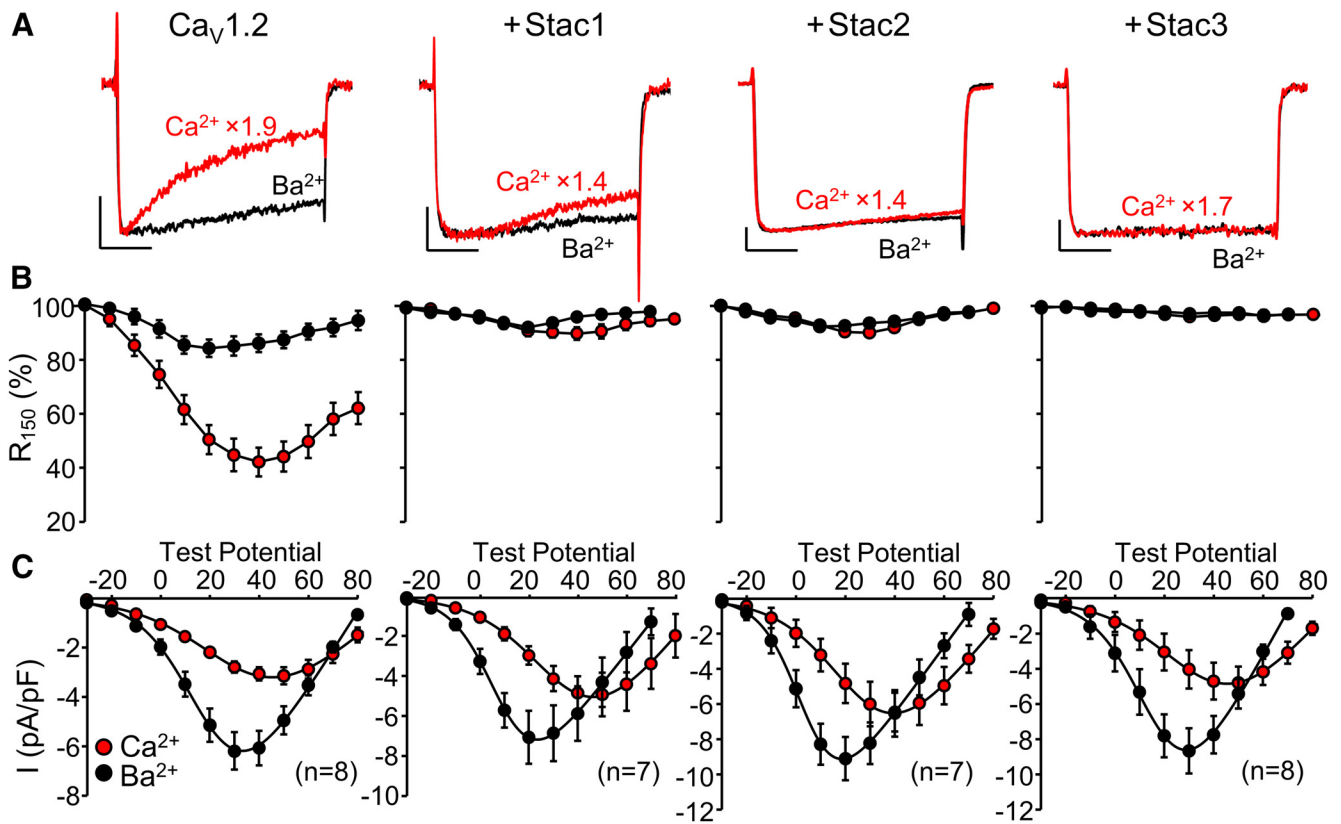 A
Ca_V1.2
+Stac1
+Stac2
+Stac3
Ca²⁺ ×1.9
Ba²⁺
Ca²⁺ ×1.4
Ba²⁺
Ca²⁺ ×1.4
Ba²⁺
Ca²⁺ ×1.7
Ba²⁺
B
R₁₅₀ (%)
100
80
60
40
20
C
Test Potential
Test Potential
Test Potential
Test Potential
-20 0 20 40 60 80
-20 0 20 40 60 80
-20 0 20 40 60 80
-20 0 20 40 60 80
I (pA/pF)
-2
-4
-6
-8
-2
-4
-6
-8
-10
-2
-4
-6
-8
-10
-12
-2
-4
-6
-8
-10
-12
Ca²⁺
Ba²⁺
(n=8)
(n=7)
(n=7)
(n=8)